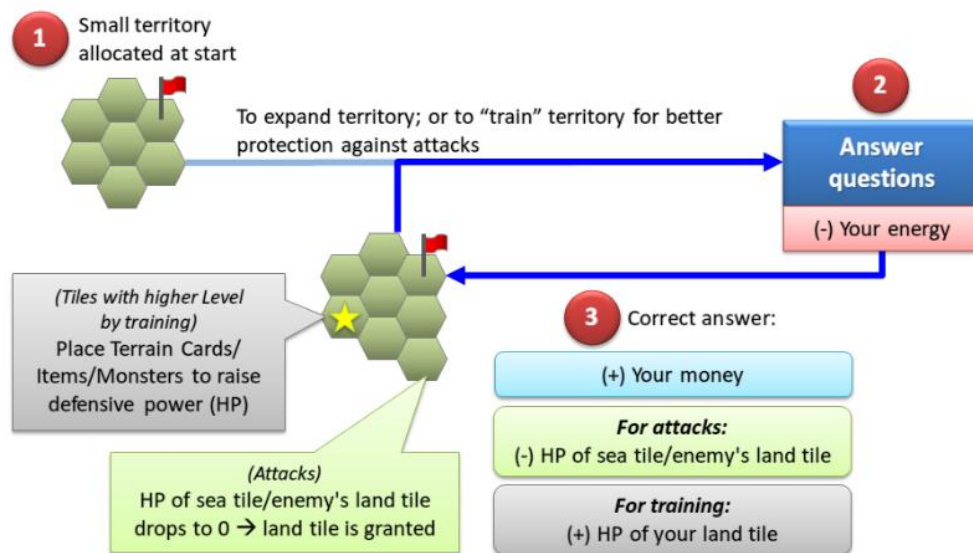 1
Small territory
allocated at start
To expand territory; or to “train” territory for better
protection against attacks
2
Answer
questions
(-) Your energy
(Tiles with higher Level
by training)
Place Terrain Cards/
Items/Monsters to raise
defensive power (HP)
(Attacks)
HP of sea tile/enemy's land tile
drops to 0 → land tile is granted
3
Correct answer:
(+) Your money
For attacks:
(-) HP of sea tile/enemy's land tile
For training:
(+) HP of your land tile